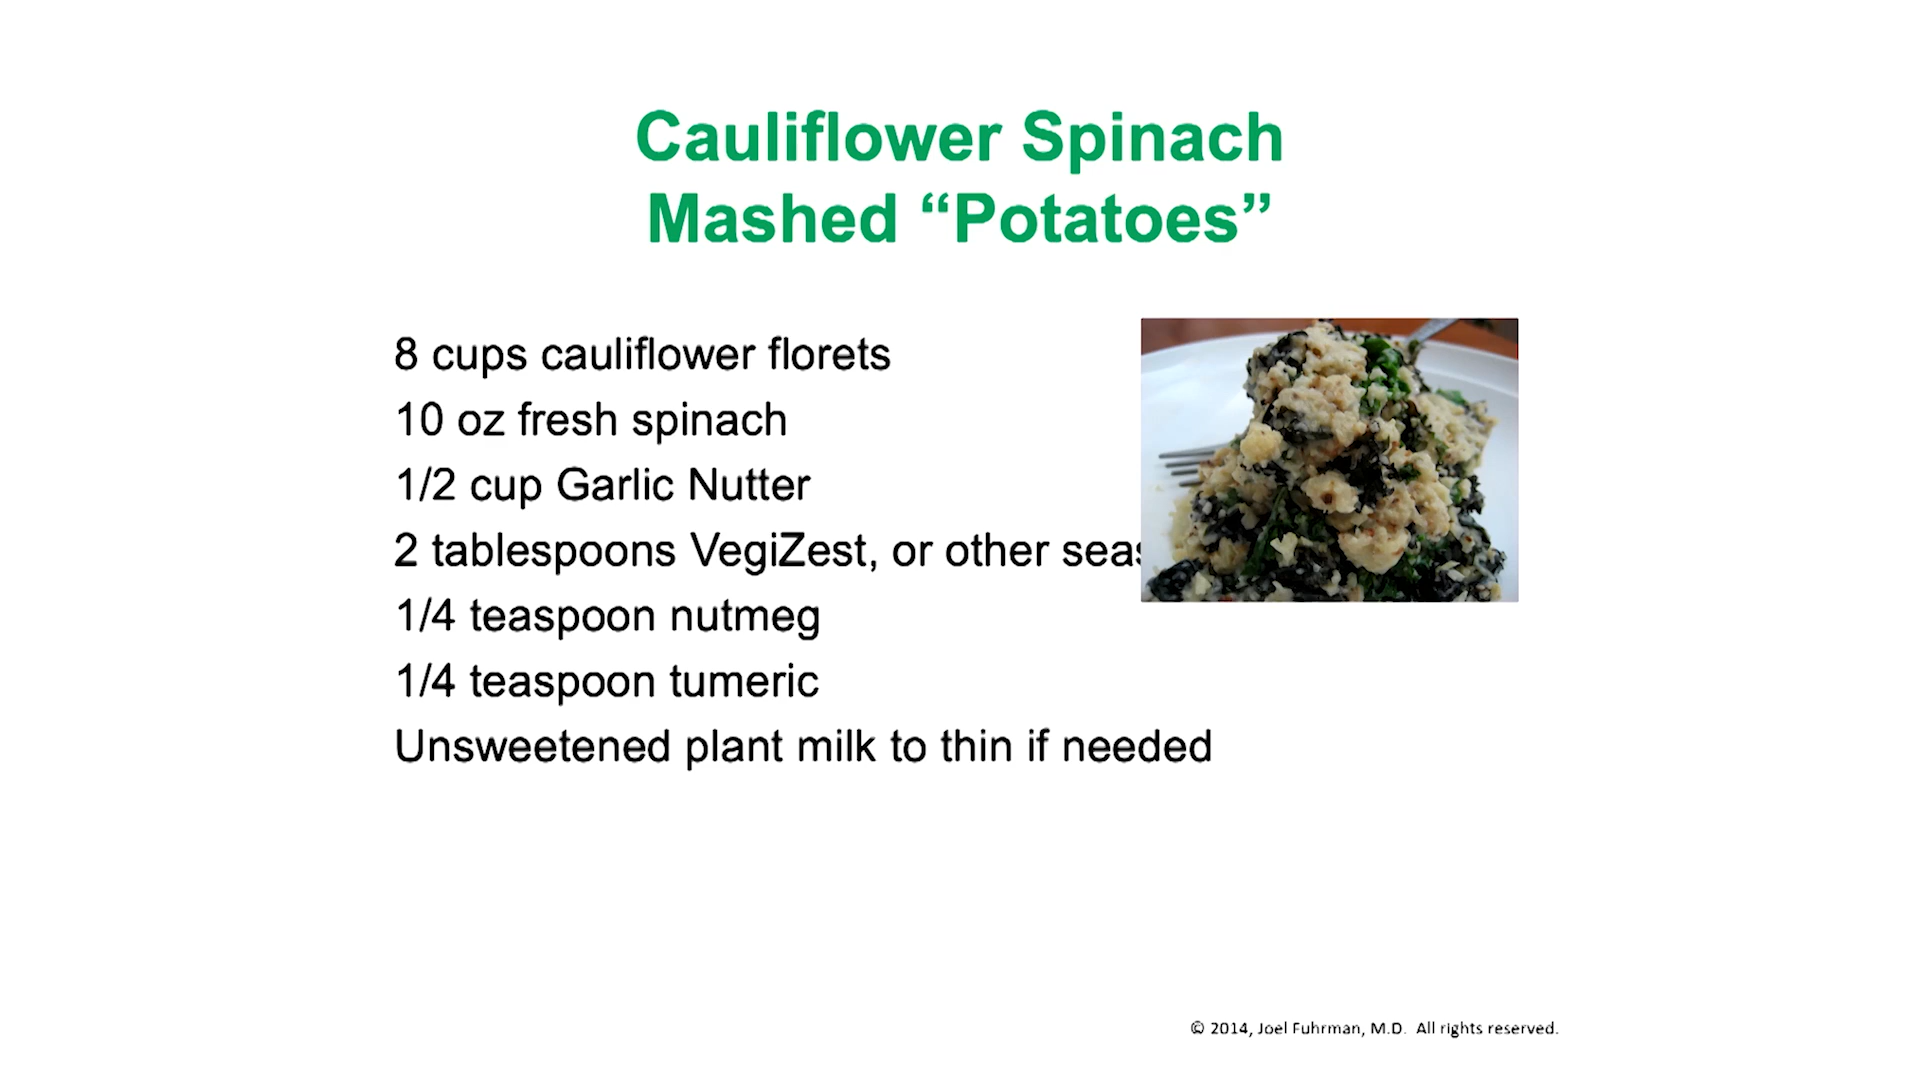 Cauliflower Spinach
Mashed “Potatoes”
8 cups cauliflower florets
10 oz fresh spinach
1/2 cup Garlic Nutter
2 tablespoons VegiZest, or other
1/4 teaspoon nutmeg
1/4 teaspoon tumeric
Unsweetened plant milk to thin if needed
© 2014, Joel Fuhrman, M.D. All rights reserved.